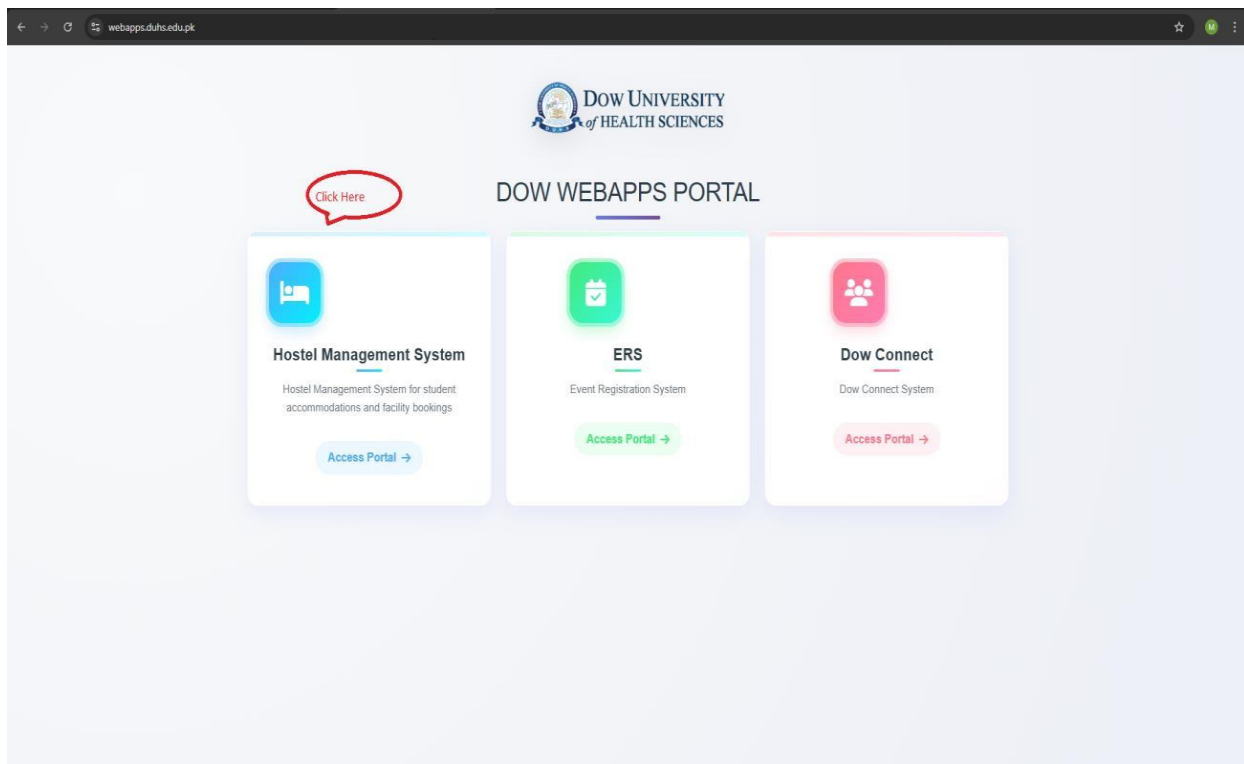 webapps.duhs.edu.pk
M
DOW UNIVERSITY
of HEALTH SCIENCES
Click Here
DOW WEBAPPS PORTAL
Hostel Management System
Hostel Management System for student
accommodations and facility bookings
Access Portal →
ERS
Event Registration System
Access Portal →
Dow Connect
Dow Connect System
Access Portal →